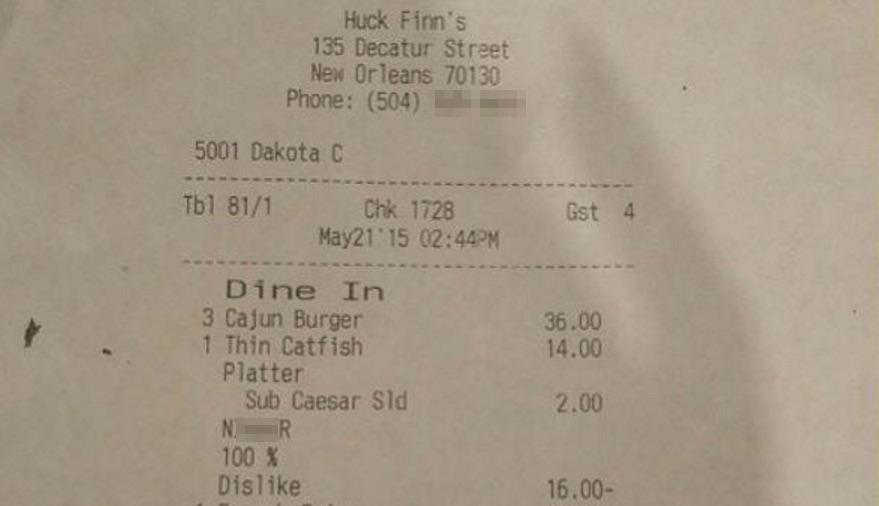 Huck Finn's
135 Decatur Street
New Orleans 70130
Phone: (504)
5001 Dakota C
Tbl 81/1 Chk 1728 Gst 4
May21'15 02:44PM
Dine In
3 Cajun Burger 36.00
1 Thin Catfish 14.00
Platter
Sub Caesar Sld 2.00
N R
100 %
Dislike 16.00-